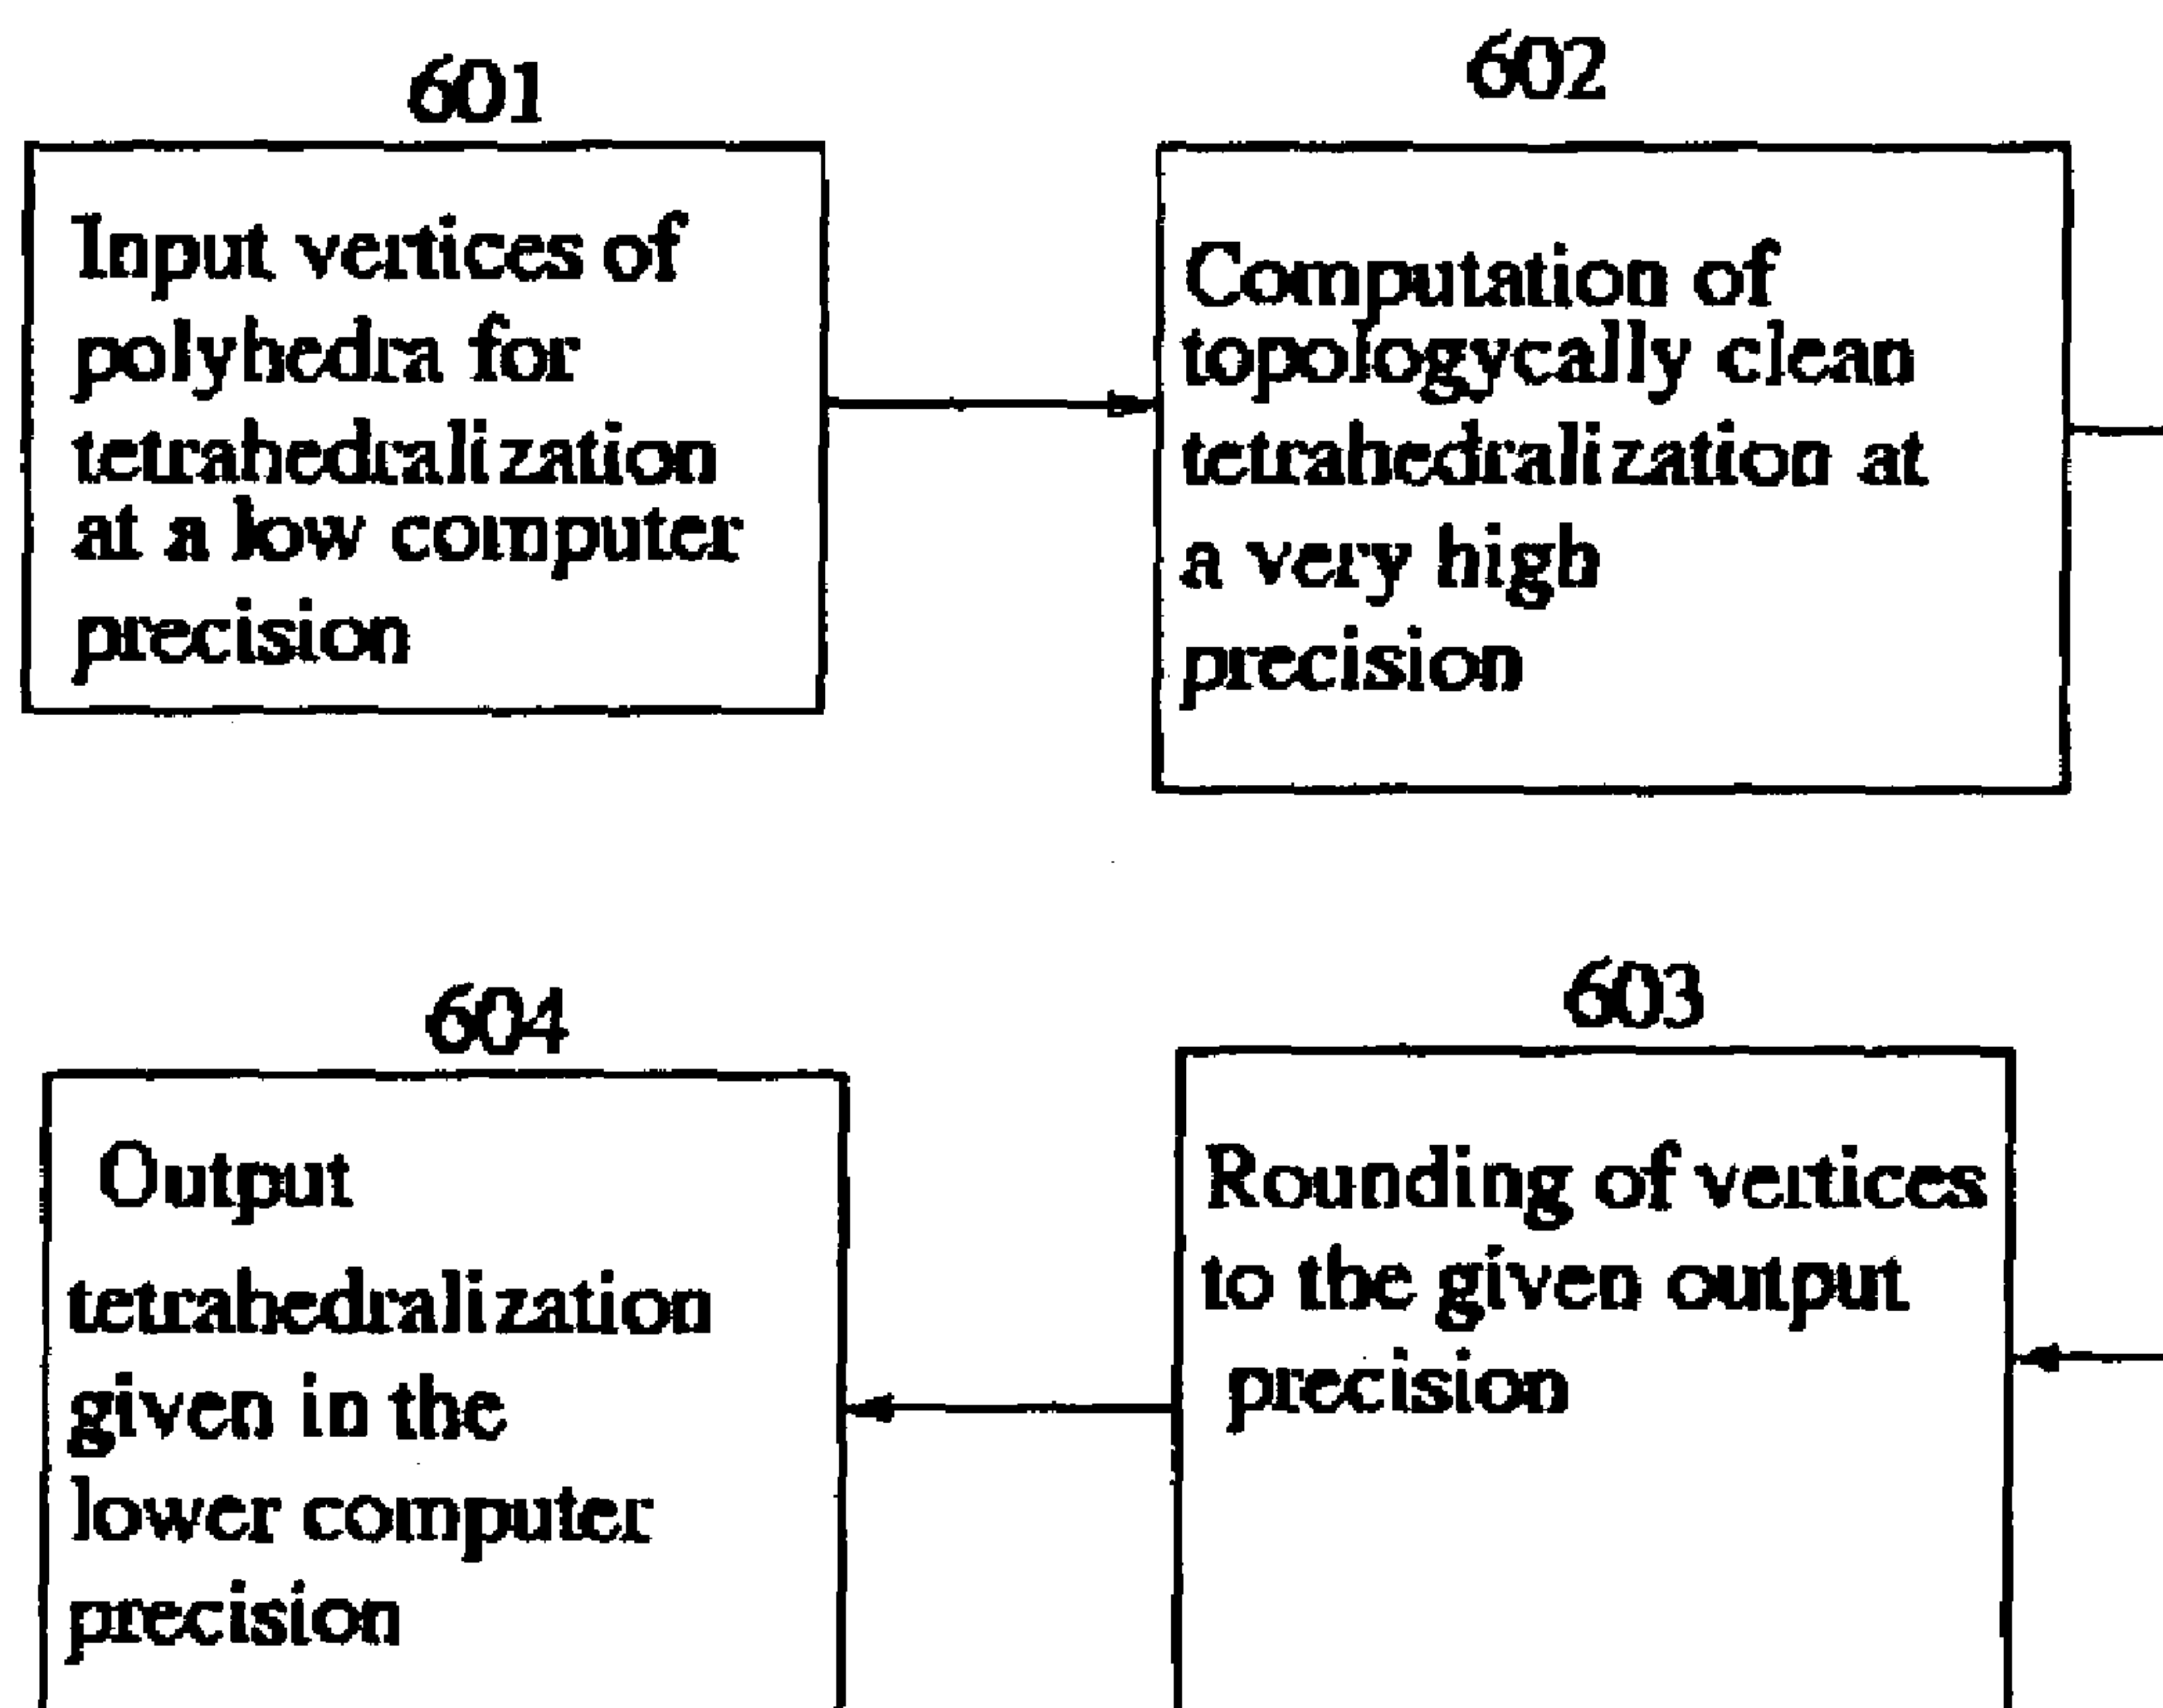 601
Input vertices of
polyhedra for
tetrahedralization
at a low computer
precision
602
Computation of
topologycally clean
tetrahedralization at
a very high
precision
603
Rounding of vertices
to the given output
precision
604
Output
tetrahedralization
given in the
lower computer
precision